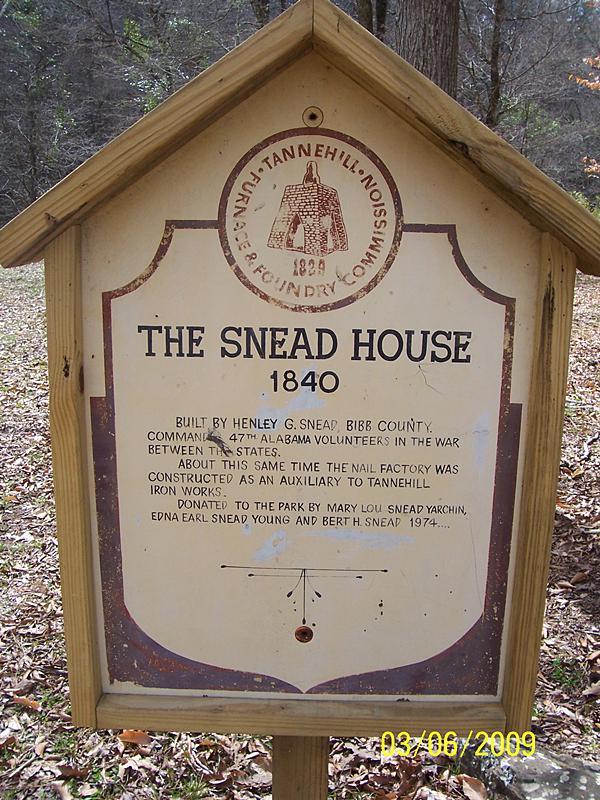 TANNEHILL
FURNACE & FOUNDRY COMMISSION
THE SNEAD HOUSE
1840
BUILT BY HENLEY G. SNEAD, BIBB COUNTY.
47TH ALABAMA VOLUNTEERS IN THE WAR
BETWEEN THE STATES.
ABOUT THIS SAME TIME THE NAIL FACTORY WAS
CONSTRUCTED AS AN AUXILIARY TO TANNEHILL
IRON WORKS.
DONATED TO THE PARK BY MARY LOU SNEAD YARCHIN,
EDNA EARL SNEAD YOUNG AND BERT H. SNEAD 1974....
03/06/2009